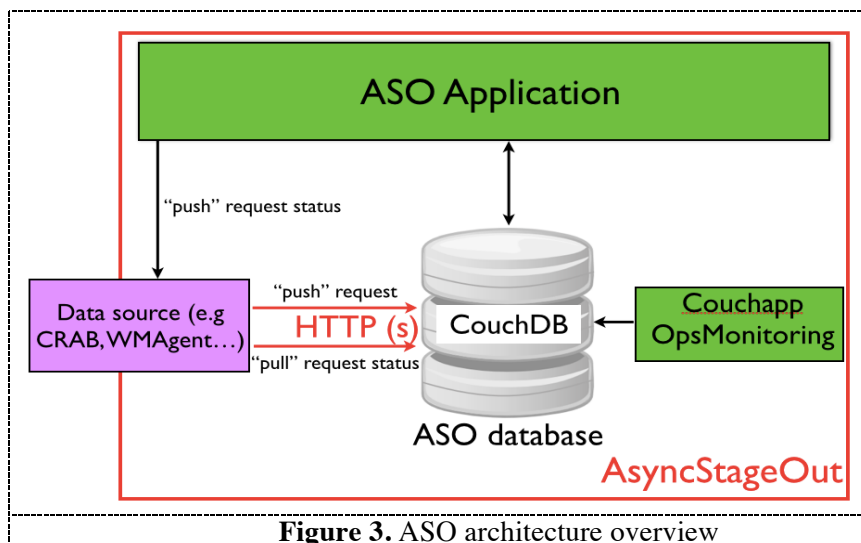 ASO Application
“push” request status
“push” request
Data source (e.g
CRAB, WMAgent…)
HTTP (s)
“pull” request status
CouchDB
Couchapp
OpsMonitoring
ASO database
AsyncStageOut
Figure 3. ASO architecture overview